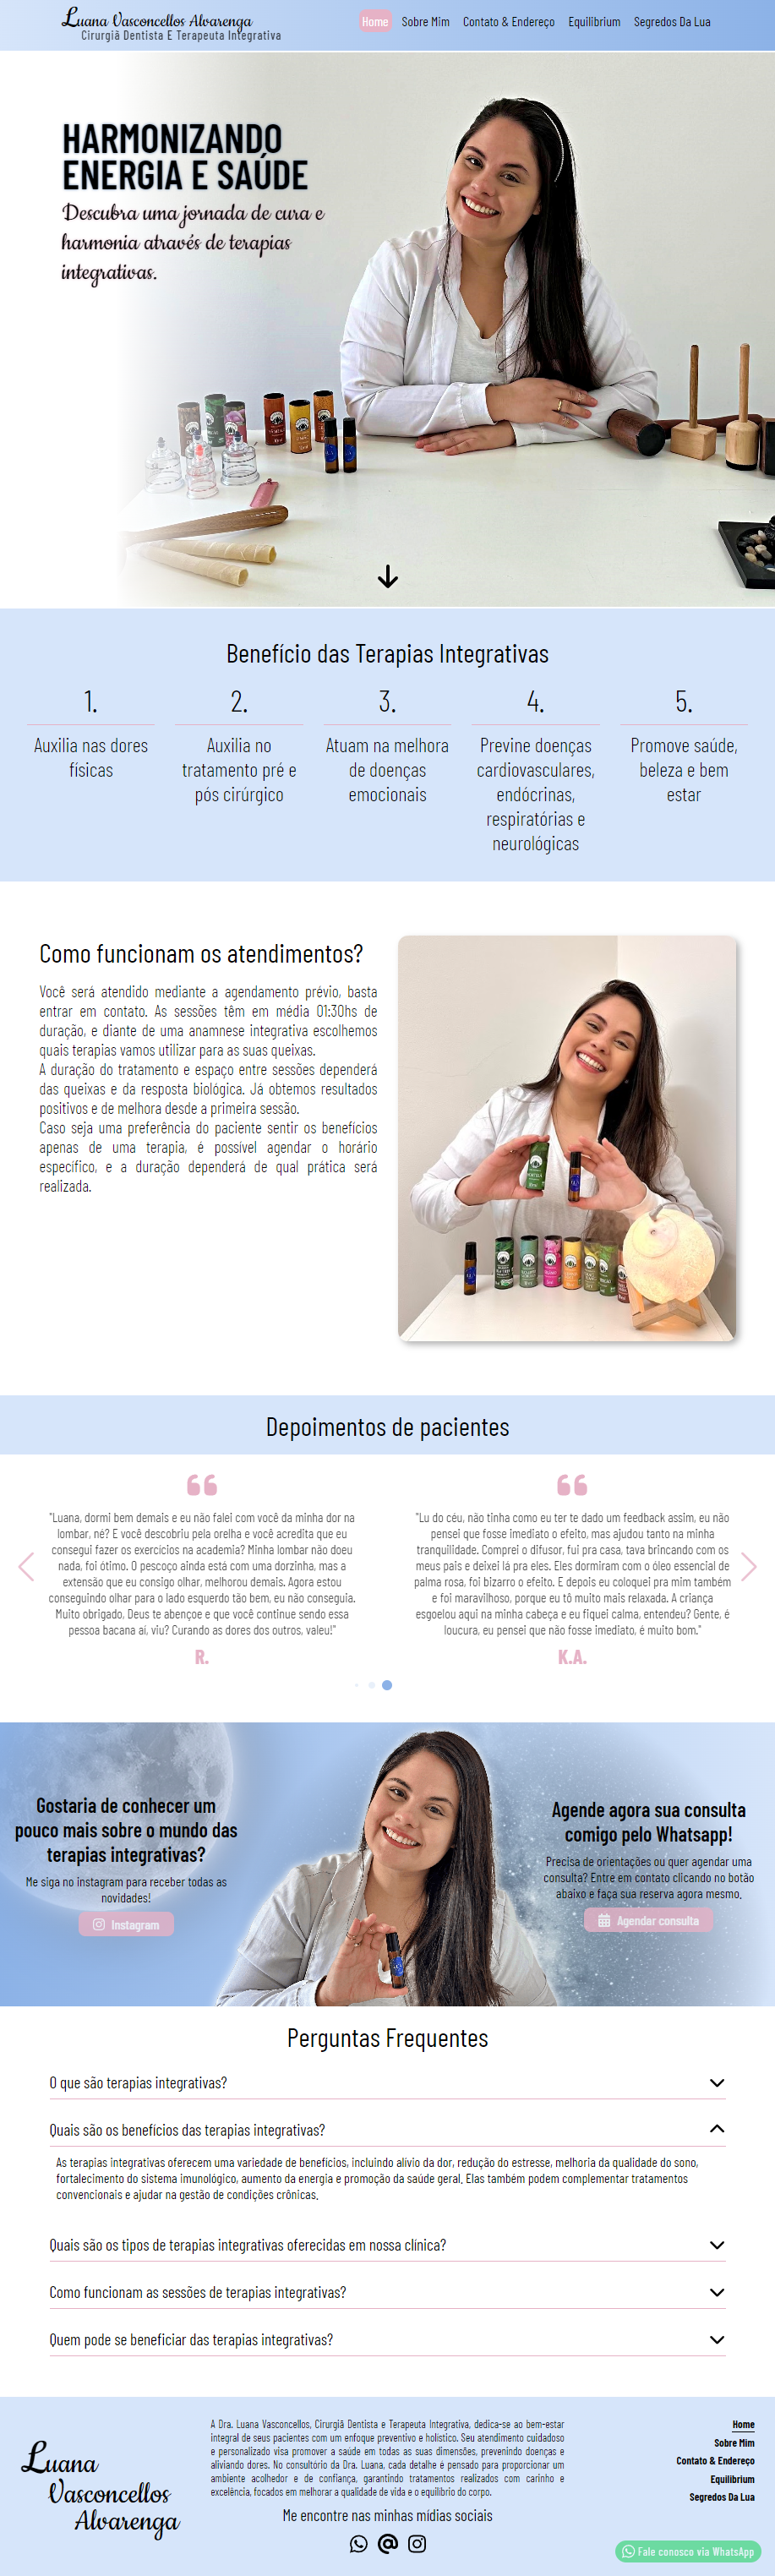 Luana Vasconcellos Alvarenga
Cirurgiã Dentista E Terapeuta Integrativa
Home
Sobre Mim
Contato & Endereço
Equilibrium
Segredos Da Lua
HARMONIZANDO
ENERGIA E SAÚDE
Descubra uma jornada de cura e
harmonia através de terapias
integrativas.
Benefício das Terapias Integrativas
1.
Auxilia nas dores
físicas
2.
Auxilia no
tratamento pré e
pós cirúrgico
3.
Atuam na melhora
de doenças
emocionais
4.
Previne doenças
cardiovasculares,
endócrinas,
respiratórias e
neurológicas
5.
Promove saúde,
beleza e bem
estar
Como funcionam os atendimentos?
Você será atendido mediante a agendamento prévio, basta
entrar em contato. As sessões têm em média 01:30hs de
duração, e diante de uma anamnese integrativa escolhemos
quais terapias vamos utilizar para as suas queixas.
A duração do tratamento e espaço entre sessões dependerá
das queixas e da resposta biológica. Já obtemos resultados
positivos e de melhora desde a primeira sessão.
Caso seja uma preferência do paciente sentir os benefícios
apenas de uma terapia, é possível agendar o horário
específico, e a duração dependerá de qual prática será
realizada.
Depoimentos de pacientes
"Luana, dormi bem demais e eu não falei com você da minha dor na
lombar, né? E você descobriu pela orelha e você acredita que eu
consegui fazer os exercícios na academia? Minha lombar não doeu
nada, foi ótimo. O pescoço ainda está com uma dorzinha, mas a
extensão que eu consigo olhar, melhorou demais. Agora estou
conseguindo olhar para o lado esquerdo tão bem, eu não conseguia.
Muito obrigado, Deus te abençoe e que você continue sendo essa
pessoa bacana aí, viu? Curando as dores dos outros, valeu!"
R.
"Lu do céu, não tinha como eu ter te dado um feedback assim, eu não
pensei que fosse imediato o efeito, mas ajudou tanto na minha
tranquilidade. Comprei o difusor, fui pra casa, tava brincando com os
meus pais e deixei lá pra eles. Eles dormiram com o óleo essencial de
palma rosa, foi bizarro o efeito. E depois eu coloquei pra mim também
e foi maravilhoso, porque eu tô muito mais relaxada. A criança
esgoelou aqui na minha cabeça e eu fiquei calma, entendeu? Gente, é
loucura, eu pensei que não fosse imediato, é muito bom."
K.A.
Gostaria de conhecer um
pouco mais sobre o mundo das
terapias integrativas?
Me siga no instagram para receber todas as
novidades!
Instagram
Agende agora sua consulta
comigo pelo Whatsapp!
Precisa de orientações ou quer agendar uma
consulta? Entre em contato clicando no botão
abaixo e faça sua reserva agora mesmo.
Agendar consulta
Perguntas Frequentes
O que são terapias integrativas?
Quais são os benefícios das terapias integrativas?
As terapias integrativas oferecem uma variedade de benefícios, incluindo alívio da dor, redução do estresse, melhoria da qualidade do sono,
fortalecimento do sistema imunológico, aumento da energia e promoção da saúde geral. Elas também podem complementar tratamentos
convencionais e ajudar na gestão de condições crônicas.
Quais são os tipos de terapias integrativas oferecidas em nossa clínica?
Como funcionam as sessões de terapias integrativas?
Quem pode se beneficiar das terapias integrativas?
Luana
Vasconcellos
Alvarenga
A Dra. Luana Vasconcellos, Cirurgiã Dentista e Terapeuta Integrativa, dedica-se ao bem-estar
integral de seus pacientes com um enfoque preventivo e holístico. Seu atendimento cuidadoso
e personalizado visa promover a saúde em todas as suas dimensões, prevenindo doenças e
aliviando dores. No consultório da Dra. Luana, cada detalhe é pensado para proporcionar um
ambiente acolhedor e de confiança, garantindo tratamentos realizados com carinho e
excelência, focados em melhorar a qualidade de vida e o equilíbrio do corpo.
Me encontre nas minhas mídias sociais
Home
Sobre Mim
Contato & Endereço
Equilibrium
Segredos Da Lua
Fale conosco via WhatsApp